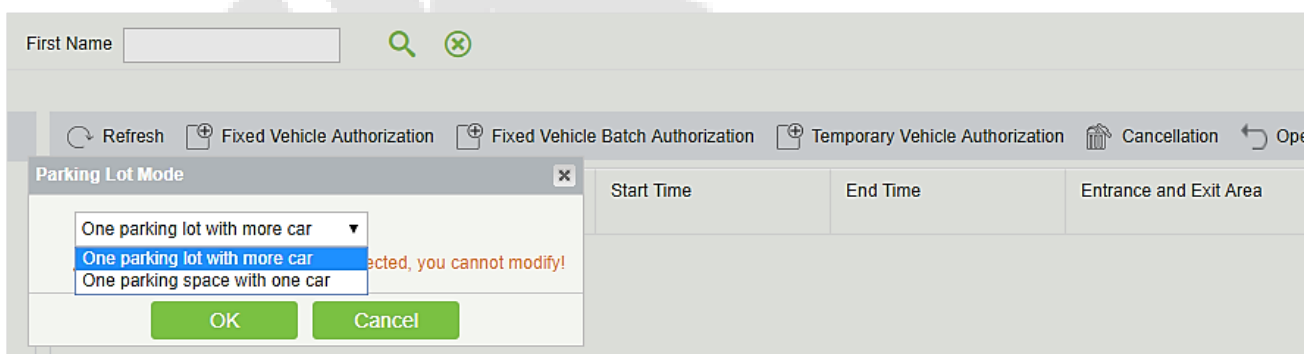 First Name
Refresh Fixed Vehicle Authorization Fixed Vehicle Batch Authorization Temporary Vehicle Authorization Cancellation Ope
Parking Lot Mode
Start Time End Time Entrance and Exit Area
One parking lot with more car
One parking lot with more car
ected, you cannot modify!
One parking space with one car
OK Cancel